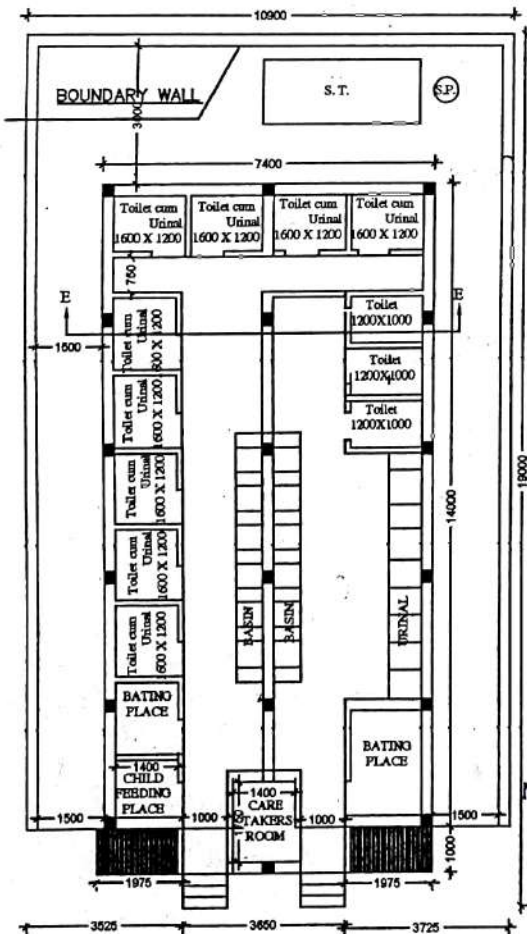 10900
BOUNDARY WALL
3000
S.T.
S.P.
7400
Toilet cum
Urinal
1600 X 1200
Toilet cum
Urinal
1600 X 1200
Toilet cum
Urinal
1600 X 1200
Toilet cum
Urinal
1600 X 1200
750
E
E
Toilet cum
Urinal
1600 X 1200
Toilet
1200X1000
1500
Toilet
1200X1000
Toilet cum
Urinal
1600 X 1200
Toilet
1200X1000
Toilet cum
Urinal
1600 X 1200
14000
19000
Toilet cum
Urinal
1600 X 1200
Toilet cum
Urinal
1600 X 1200
BASIN
BASIN
URINAL
BATING
PLACE
BATING
PLACE
1400
CHILD
FEEDING
PLACE
1400
CARE
TAKERS
ROOM
1500
1000
1000
1500
1000
1975
1975
3525
3650
3725